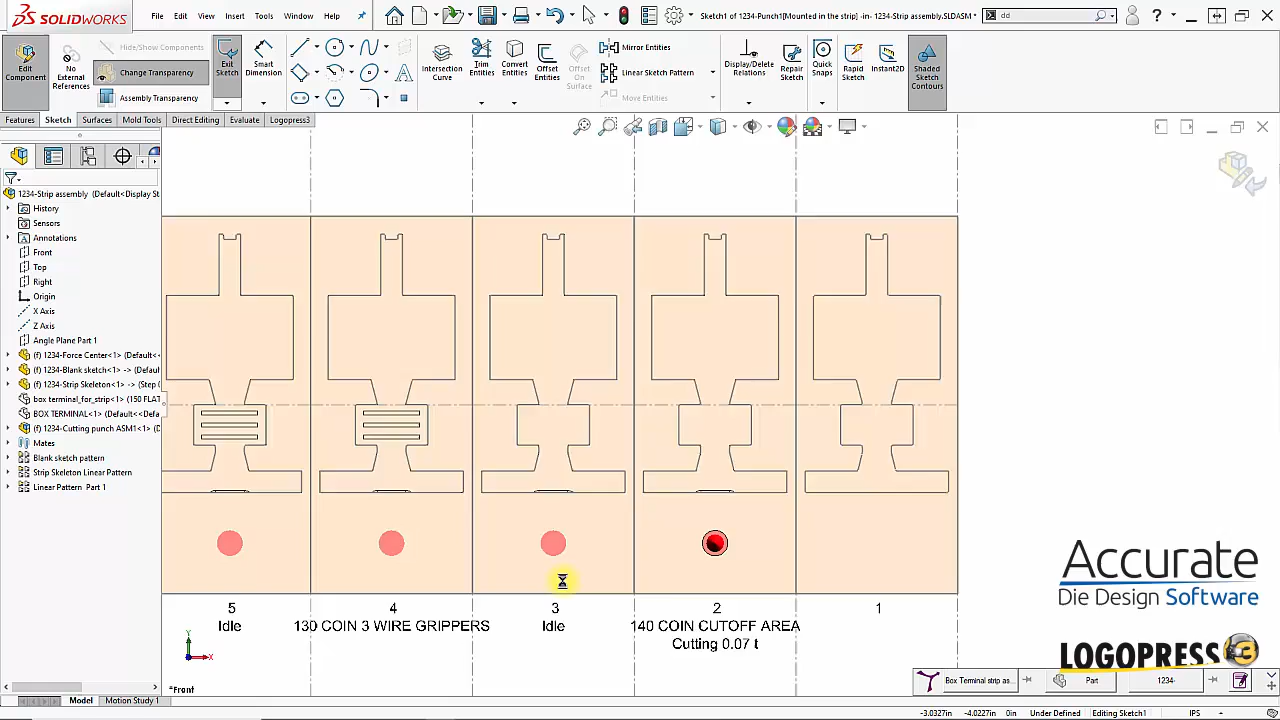 SOLIDWORKS
File Edit View Insert Tools Window Help
Sketch1 of 1234-Punch1[Mounted in the strip] -in- 1234-Strip assembly.SLDASM *
dd
Edit Component
No External References
Hide/Show Components
Change Transparency
Assembly Transparency
Exit Sketch
Smart Dimension
Intersection Curve
Trim Entities
Convert Entities
Offset Entities
Offset On Surface
Mirror Entities
Linear Sketch Pattern
Move Entities
Display/Delete Relations
Repair Sketch
Quick Snaps
Rapid Sketch
Instant2D
Shaded Sketch Contours
Features Sketch Surfaces Mold Tools Direct Editing Evaluate Logopress3
1234-Strip assembly (Default<Display St
History
Sensors
Annotations
Front
Top
Right
Origin
X Axis
Z Axis
Angle Plane Part 1
(f) 1234-Force Center<1> (Default<
(f) 1234-Blank sketch<1> -> (Defau
(f) 1234-Strip Skeleton<1> -> (Step 0
box terminal_for_strip<1> (150 FLAT
BOX TERMINAL<1> (Default<<Defa
(f) 1234-Cutting punch ASM1<1> (D
Mates
Blank sketch pattern
Strip Skeleton Linear Pattern
Linear Pattern Part 1
5 4 3 2 1
Idle 130 COIN 3 WIRE GRIPPERS Idle 140 COIN CUTOFF AREA
Cutting 0.07 t
Y
X
*Front
Accurate
Die Design Software
LOGOPRESS3
Box Terminal strip as... Part 1234-
Model Motion Study 1
-3.0327in -4.0227in 0in Under Defined Editing Sketch1 IPS